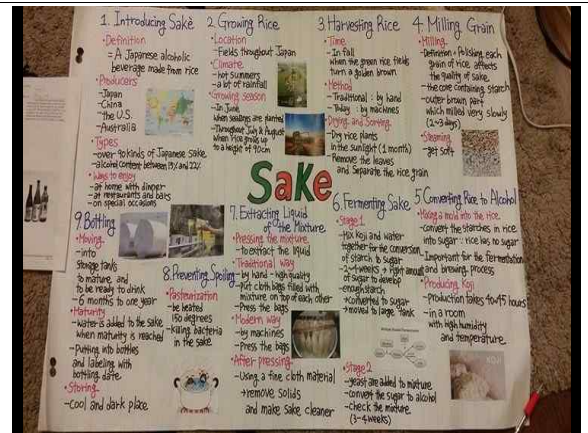 1. Introducing Sakè
•Definition
=A Japanese alcoholic
beverage made from rice
•Producers
-Japan
-China
-the U.S.
-Australia
•Types
-over 90 kinds of Japanese Sake
-alcohol content between 13% and 22%
•Ways to enjoy
-at home with dinner
-at restaurants and bars
-on special occasions
2 Growing Rice
•Location
-Fields throughout Japan
•Climate
-hot summers
-a lot of rainfall
•Growing season
-In June
when seedlings are planted
-Throughout July & August
when Rice grows up
to a height of 90cm
3. Harvesting Rice
•Time
-In fall
when the green rice fields
turn a golden brown
•Method
-Traditional : by hand
-Today : by machines
•Drying and Sorting
-Dry rice plants
in the sunlight (1 month)
-Remove the leaves
and separate the rice grain
4. Milling Grain
•Milling
-Definition = Polishing each
grain of rice affects
the quality of sake
-the core containing starch
-outer brown part
which milled very slowly
(2~3 days)
•Steaming
-get soft
Sake
5. Converting Rice to Alcohol
•Mixing a mold into the rice
-convert the starches in rice
into sugar : rice has no sugar
-Important for the fermentation
and brewing process
•Producing Koji
-production takes 40~45 hours
-in a room
with high humidity
and temperature
KOJI
6. Fermenting Sake
•Stage 1
-Mix Koji and water
together for the conversion
of starch to sugar
-2~4 weeks → right amount
of sugar to develop
-enough starch
→ converted to sugar
→ moved to large tank
•Stage 2
-yeast are added to mixture
-convert the sugar to alcohol
-check the mixture
(3~4 weeks)
7. Extracting Liquid
of the Mixture
•Pressing the mixture
-to extract the liquid
•Traditional way
-by hand - high quality
-put cloth bags filled with
mixture on top of each other
-Press the bags
•Modern way
-by machines
-Press the bags
•After pressing
-Using a fine cloth material
→ remove solids
and make sake cleaner
8. Preventing Spoiling
•Pasteurization
-be heated
150 degrees
-killing bacteria
in the sake
9. Bottling
•Moving
-into
storage tanks
to mature and
to be ready to drink
-6 months to one year
•Maturity
-water is added to the sake
when maturity is reached
-putting into bottles
and labeling with
bottling date
•Storing
-cool and dark place